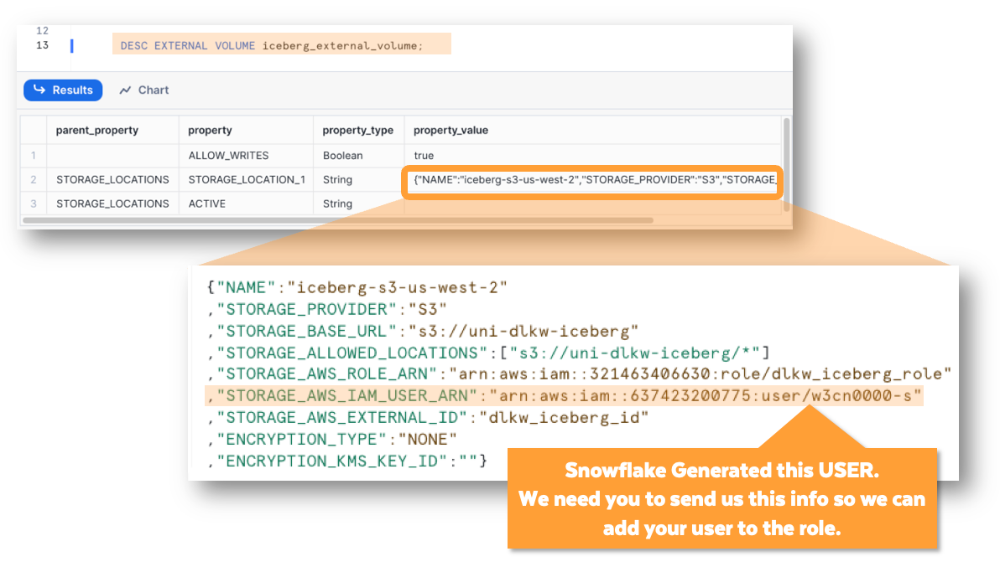 12
13 DESC EXTERNAL VOLUME iceberg_external_volume;
Results Chart
parent_property property property_type property_value
1 ALLOW_WRITES Boolean true
2 STORAGE_LOCATIONS STORAGE_LOCATION_1 String {"NAME":"iceberg-s3-us-west-2","STORAGE_PROVIDER":"S3","STORAGE_
3 STORAGE_LOCATIONS ACTIVE String
{"NAME":"iceberg-s3-us-west-2"
,"STORAGE_PROVIDER":"S3"
,"STORAGE_BASE_URL":"s3://uni-dlkw-iceberg"
,"STORAGE_ALLOWED_LOCATIONS":["s3://uni-dlkw-iceberg/*"]
,"STORAGE_AWS_ROLE_ARN":"arn:aws:iam::321463406630:role/dlkw_iceberg_role"
,"STORAGE_AWS_IAM_USER_ARN":"arn:aws:iam::637423200775:user/w3cn0000-s"
,"STORAGE_AWS_EXTERNAL_ID":"dlkw_iceberg_id"
,"ENCRYPTION_TYPE":"NONE"
,"ENCRYPTION_KMS_KEY_ID":""}
Snowflake Generated this USER.
We need you to send us this info so we can
add your user to the role.